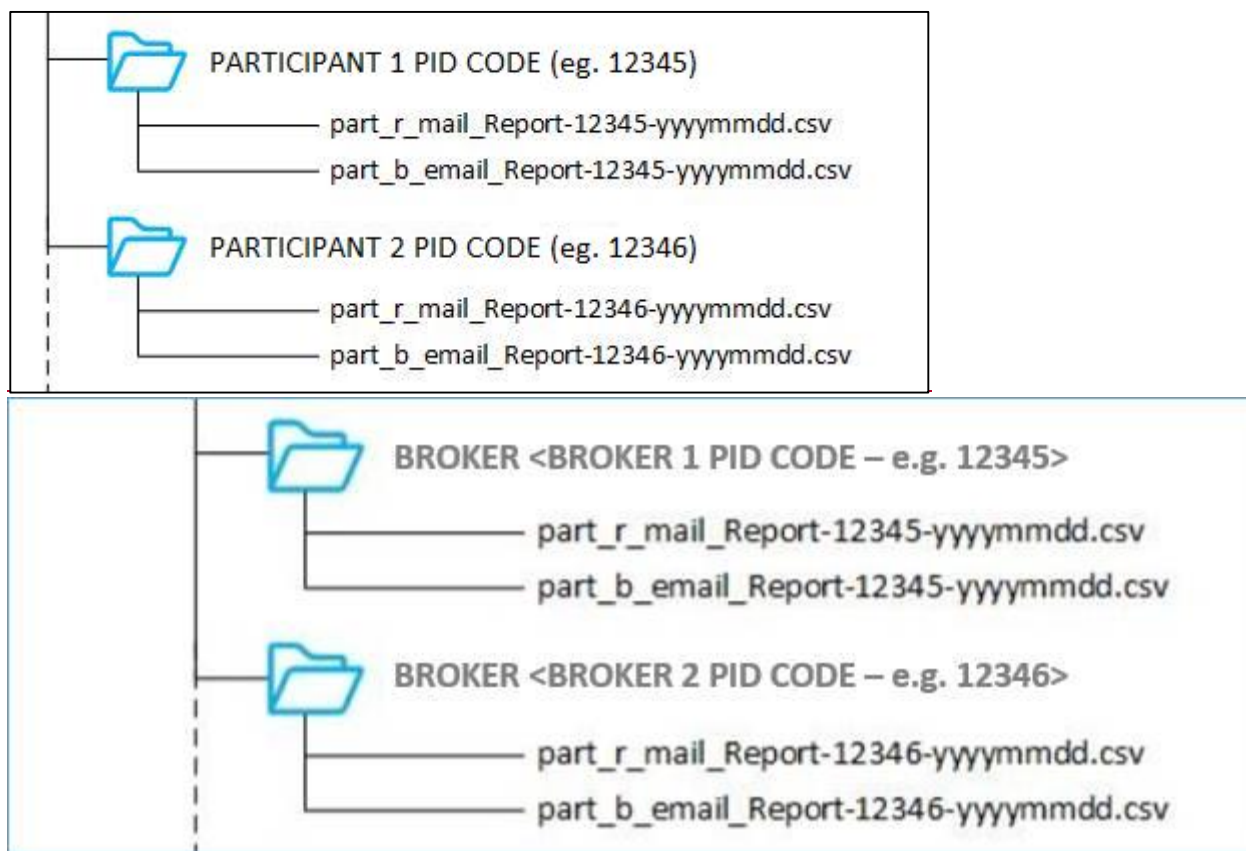 PARTICIPANT 1 PID CODE (eg. 12345)
part_r_mail_Report-12345-yyyymmdd.csv
part_b_email_Report-12345-yyyymmdd.csv
PARTICIPANT 2 PID CODE (eg. 12346)
part_r_mail_Report-12346-yyyymmdd.csv
part_b_email_Report-12346-yyyymmdd.csv
BROKER <BROKER 1 PID CODE – e.g. 12345>
part_r_mail_Report-12345-yyyymmdd.csv
part_b_email_Report-12345-yyyymmdd.csv
BROKER <BROKER 2 PID CODE – e.g. 12346>
part_r_mail_Report-12346-yyyymmdd.csv
part_b_email_Report-12346-yyyymmdd.csv